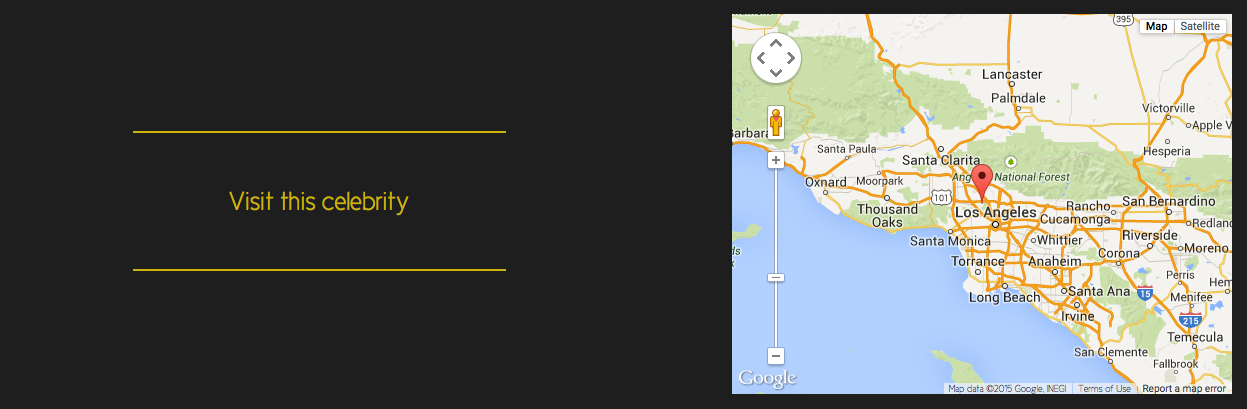 Visit this celebrity
395
Map
Satellite
Lancaster
Palmdale
Victorville
Apple V
Barbara
Hesperia
Santa Paula
Santa Clarita
Oxnard
Moorpark
National Forest
101
Thousand
Oaks
Los Angeles
Rancho
Cucamonga
San Bernardino
Redland
Santa Monica
Whittier
Riverside
Moreno
Torrance
Anaheim
Corona
Perris
Hem
Long Beach
Santa Ana
15
Menifee
Irvine
215
Temecula
San Clemente
Fallbrook
Google
Map data ©2015 Google, INEGI
Terms of Use
Report a map error